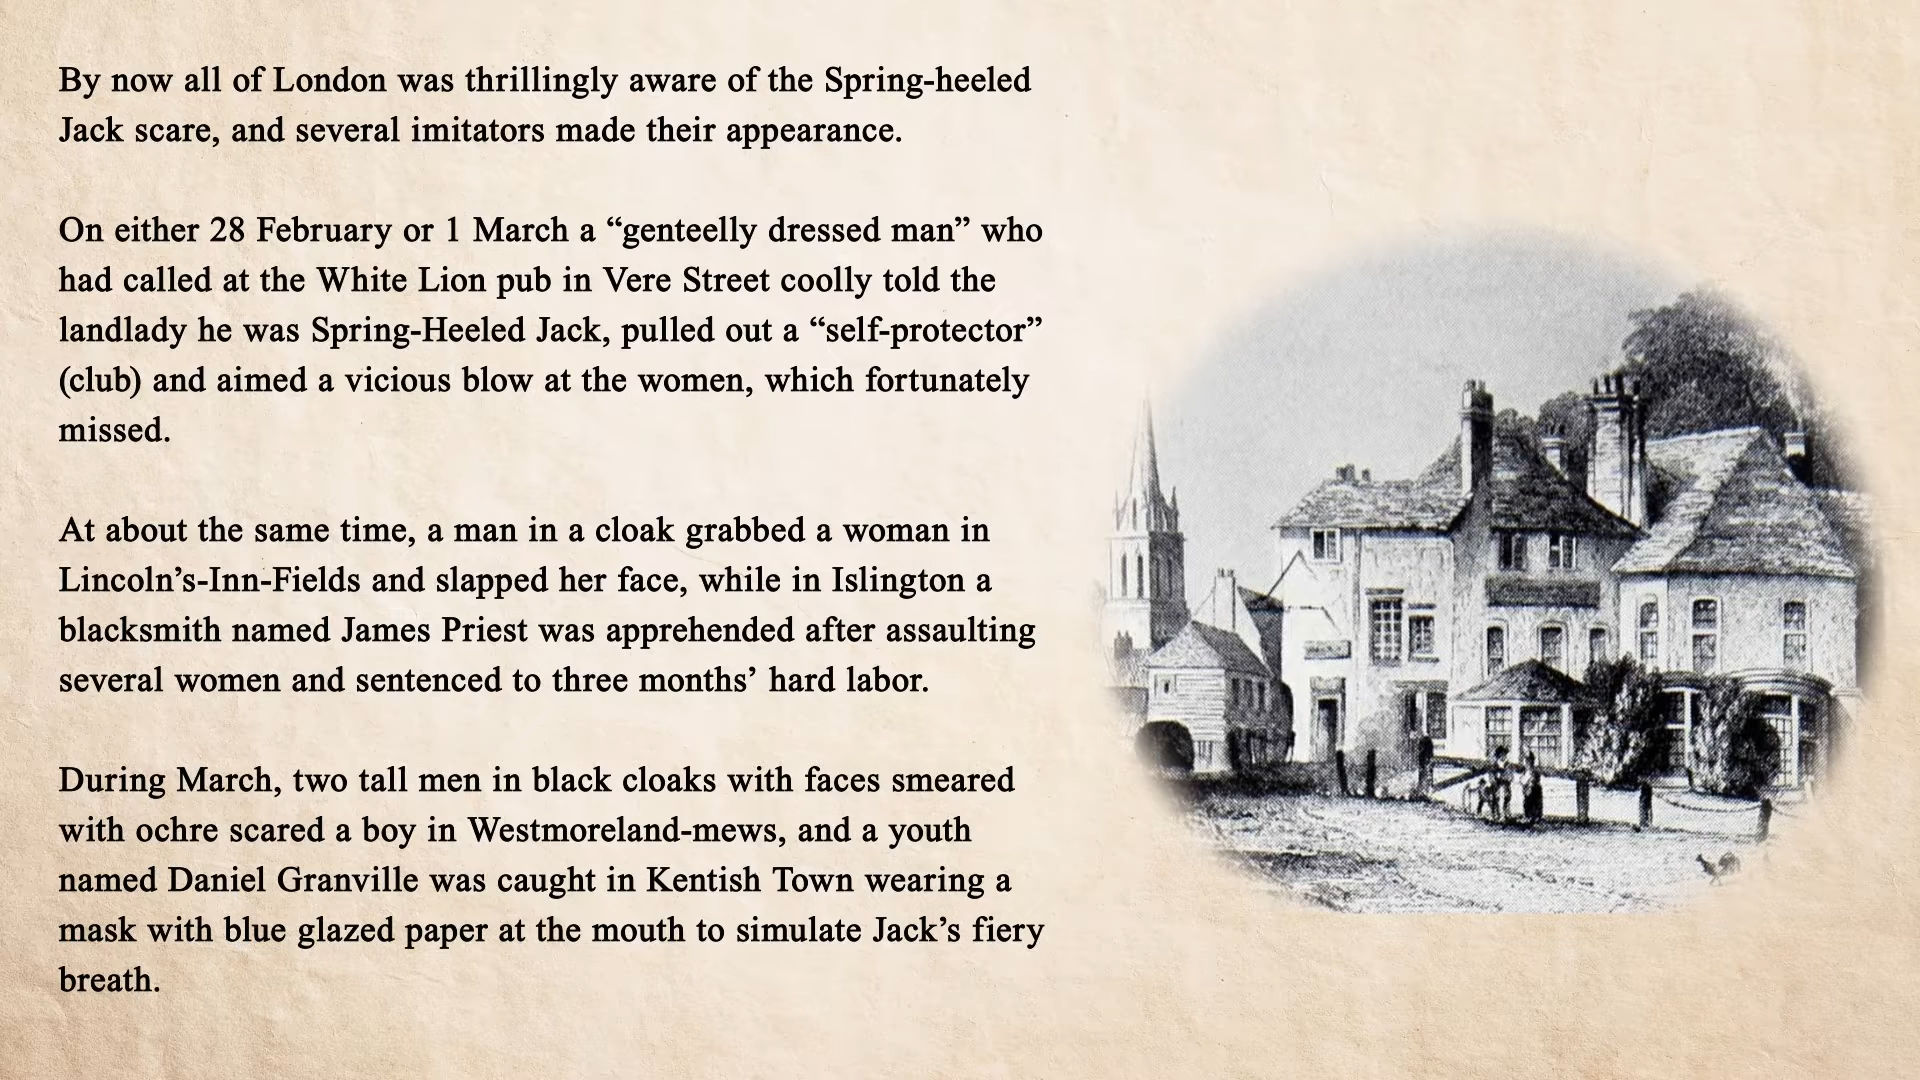 By now all of London was thrillingly aware of the Spring-heeled
Jack scare, and several imitators made their appearance.
On either 28 February or 1 March a “genteelly dressed man” who
had called at the White Lion pub in Vere Street coolly told the
landlady he was Spring-Heeled Jack, pulled out a “self-protector”
(club) and aimed a vicious blow at the women, which fortunately
missed.
At about the same time, a man in a cloak grabbed a woman in
Lincoln’s-Inn-Fields and slapped her face, while in Islington a
blacksmith named James Priest was apprehended after assaulting
several women and sentenced to three months’ hard labor.
During March, two tall men in black cloaks with faces smeared
with ochre scared a boy in Westmoreland-mews, and a youth
named Daniel Granville was caught in Kentish Town wearing a
mask with blue glazed paper at the mouth to simulate Jack’s fiery
breath.